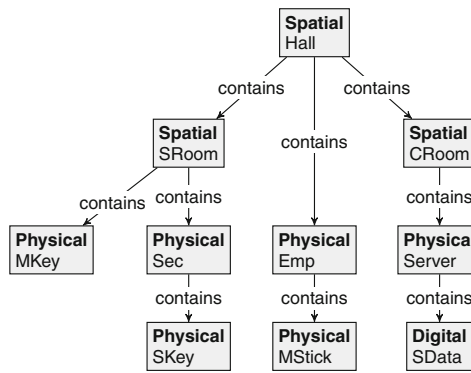 Spatial
Hall
contains
contains
contains
Spatial
SRoom
Spatial
CRoom
contains
contains
contains
Physical
MKey
Physical
Sec
Physical
Emp
Physical
Server
contains
contains
contains
Physical
SKey
Physical
MStick
Digital
SData